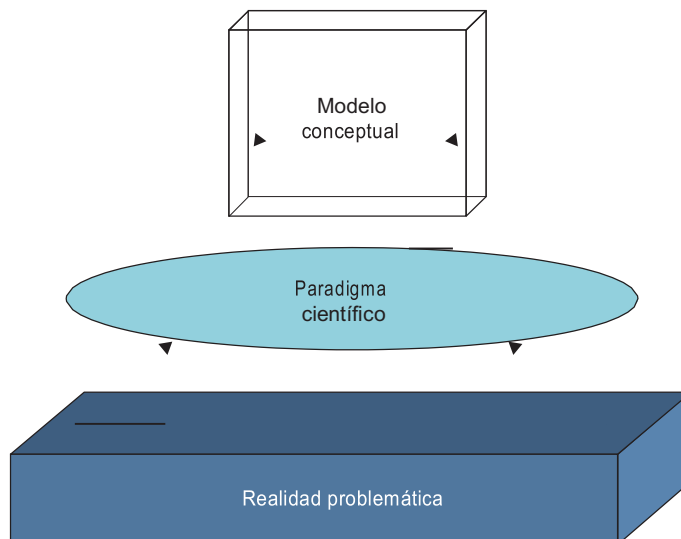 Modelo
conceptual
Paradigma
científico
Realidad problemática